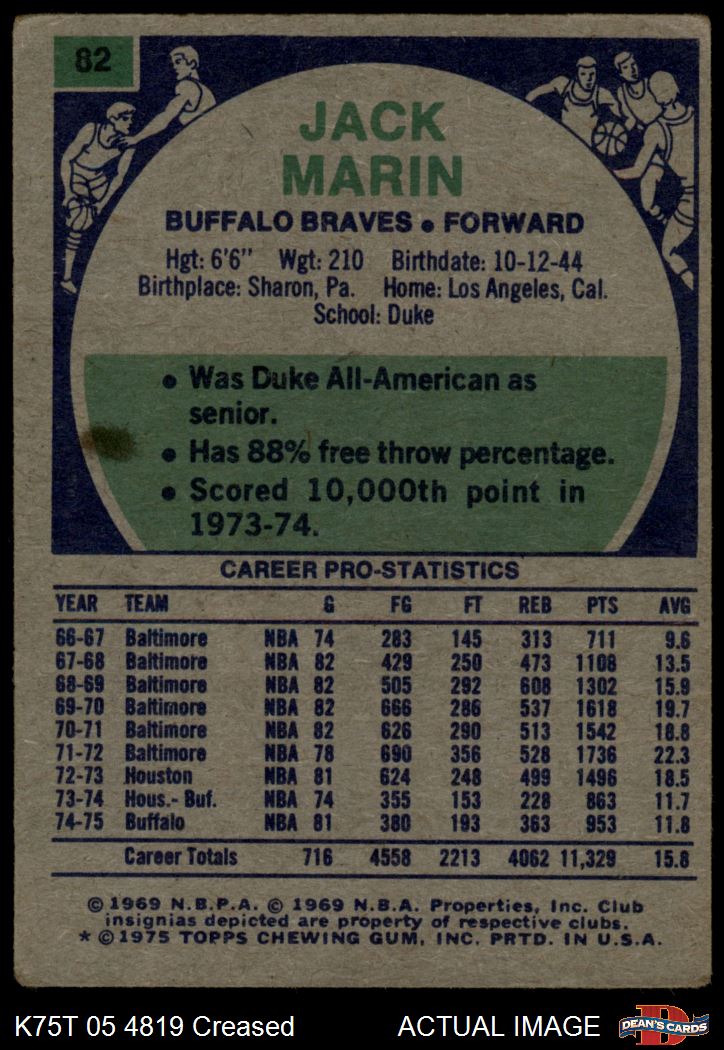 82
JACK
MARIN
BUFFALO BRAVES • FORWARD
Hgt: 6'6" Wgt: 210 Birthdate: 10-12-44
Birthplace: Sharon, Pa. Home: Los Angeles, Cal.
School: Duke
• Was Duke All-American as
senior.
• Has 88% free throw percentage.
• Scored 10,000th point in
1973-74.
CAREER PRO-STATISTICS
YEAR TEAM G FG FT REB PTS AVG
66-67 Baltimore NBA 74 283 145 313 711 9.6
67-68 Baltimore NBA 82 429 250 473 1108 13.5
68-69 Baltimore NBA 82 505 292 608 1302 15.9
69-70 Baltimore NBA 82 666 286 537 1618 19.7
70-71 Baltimore NBA 82 626 290 513 1542 18.8
71-72 Baltimore NBA 78 690 356 528 1736 22.3
72-73 Houston NBA 81 624 248 499 1496 18.5
73-74 Hous.- Buf. NBA 74 355 153 228 863 11.7
74-75 Buffalo NBA 81 380 193 363 953 11.8
Career Totals 716 4558 2213 4062 11,329 15.8
© 1969 N.B.P.A. © 1969 N.B.A. Properties, Inc. Club
insignias depicted are property of respective clubs.
* © 1975 TOPPS CHEWING GUM, INC. PRTD. IN U.S.A.
K75T 05 4819 Creased ACTUAL IMAGE
D
DEAN'S CARDS